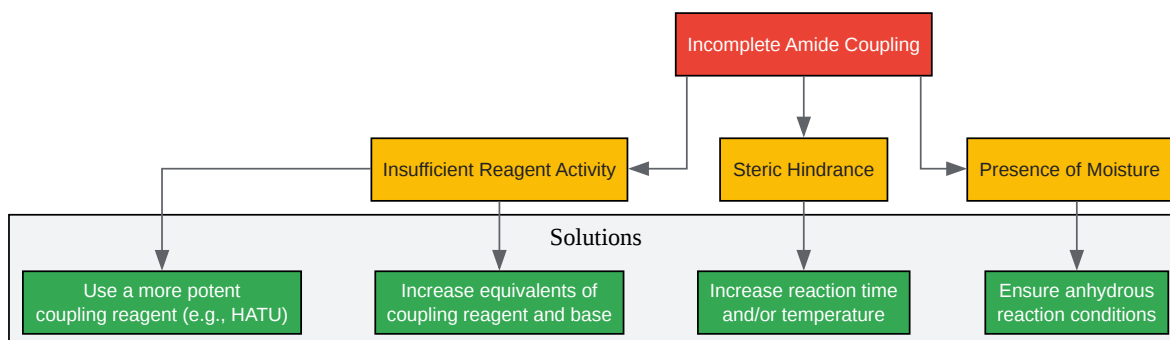 Incomplete Amide Coupling
Insufficient Reagent Activity
Steric Hindrance
Presence of Moisture
Solutions
Use a more potent
coupling reagent (e.g., HATU)
Increase equivalents of
coupling reagent and base
Increase reaction time
and/or temperature
Ensure anhydrous
reaction conditions